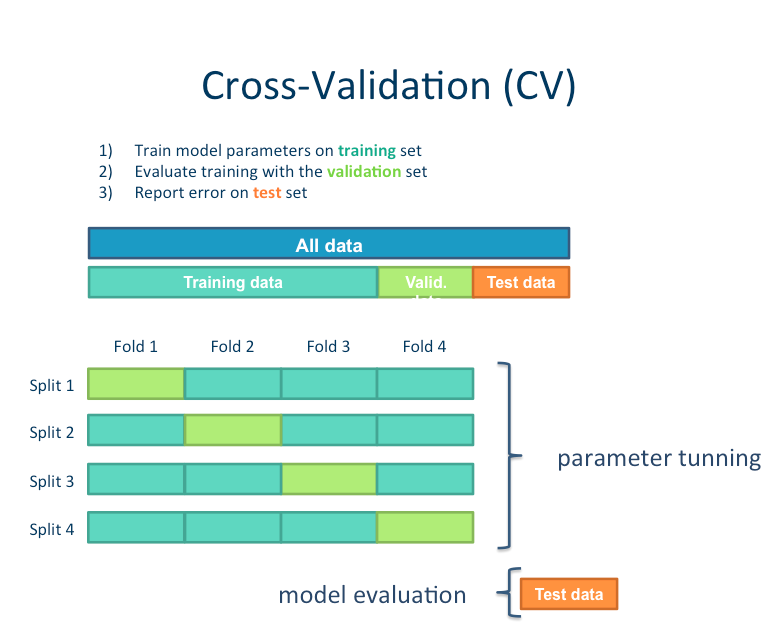 Cross-Validation (CV)
1) Train model parameters on training set
2) Evaluate training with the validation set
3) Report error on test set
All data
Training data
Valid.
data
Test data
Fold 1 Fold 2 Fold 3 Fold 4
Split 1
Split 2
Split 3
Split 4
parameter tunning
model evaluation
Test data